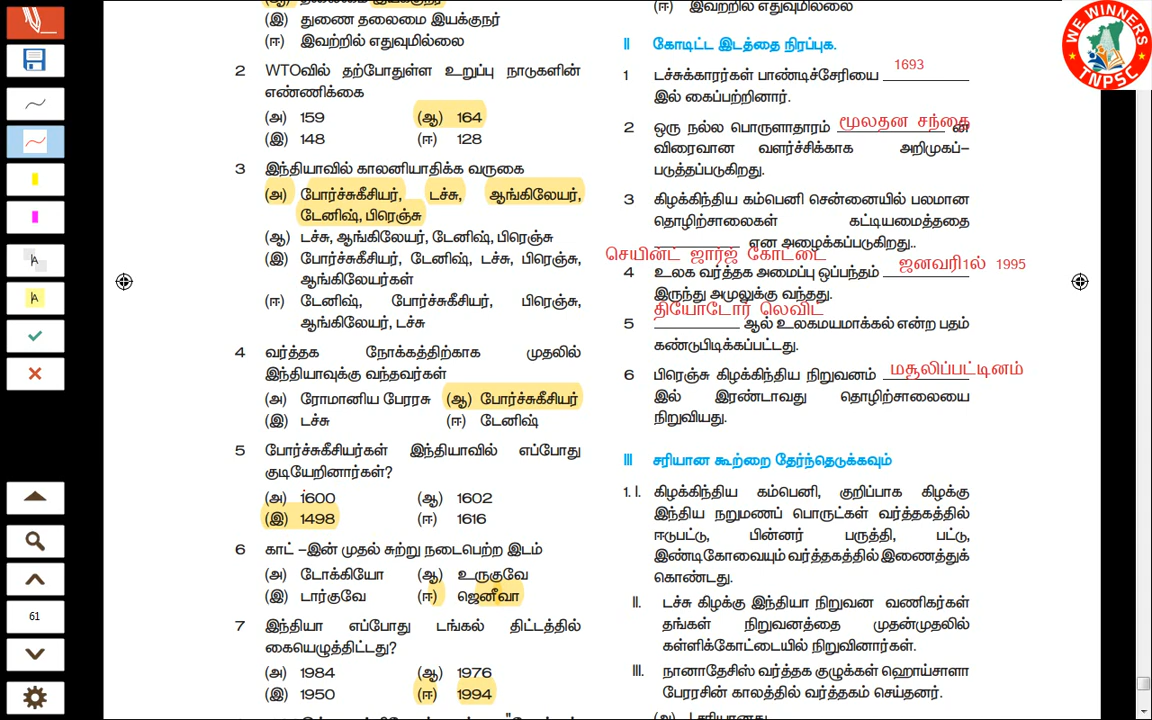 (ஆ) தலைமை இயக்குநர்
(இ) துணை தலைமை இயக்குநர்
(ஈ) இவற்றில் எதுவுமில்லை
2 WTOவில் தற்போதுள்ள உறுப்பு நாடுகளின்
எண்ணிக்கை
(அ) 159 (ஆ) 164
(இ) 148 (ஈ) 128
3 இந்தியாவில் காலனியாதிக்க வருகை
(அ) போர்ச்சுகீசியர், டச்சு, ஆங்கிலேயர்,
டேனிஷ், பிரெஞ்சு
(ஆ) டச்சு, ஆங்கிலேயர், டேனிஷ், பிரெஞ்சு
(இ) போர்ச்சுகீசியர், டேனிஷ், டச்சு, பிரெஞ்சு,
ஆங்கிலேயர்கள்
(ஈ) டேனிஷ், போர்ச்சுகீசியர், பிரெஞ்சு,
ஆங்கிலேயர், டச்சு
4 வர்த்தக நோக்கத்திற்காக முதலில்
இந்தியாவுக்கு வந்தவர்கள்
(அ) ரோமானிய பேரரசு (ஆ) போர்ச்சுகீசியர்
(இ) டச்சு (ஈ) டேனிஷ்
5 போர்ச்சுகீசியர்கள் இந்தியாவில் எப்போது
குடியேறினார்கள்?
(அ) 1600 (ஆ) 1602
(இ) 1498 (ஈ) 1616
6 காட் –இன் முதல் சுற்று நடைபெற்ற இடம்
(அ) டோக்கியோ (ஆ) உருகுவே
(இ) டார்குவே (ஈ) ஜெனீவா
7 இந்தியா எப்போது டங்கல் திட்டத்தில்
கையெழுத்திட்டது?
(அ) 1984 (ஆ) 1976
(இ) 1950 (ஈ) 1994
(ஈ) இவற்றில் எதுவுமில்லை
II கோடிட்ட இடத்தை நிரப்புக.
1 டச்சுக்காரர்கள் பாண்டிச்சேரியை 1693
இல் கைப்பற்றினார்.
2 ஒரு நல்ல பொருளாதாரம் மூலதன சந்தை ன்
விரைவான வளர்ச்சிக்காக அறிமுகப்–
படுத்தப்படுகிறது.
3 கிழக்கிந்திய கம்பெனி சென்னையில் பலமான
தொழிற்சாலைகள் கட்டியமைத்ததை
செயின்ட் ஜார்ஜ் கோட்டை என அழைக்கப்படுகிறது..
4 உலக வர்த்தக அமைப்பு ஒப்பந்தம் ஜனவரி1ல் 1995
இருந்து அமுலுக்கு வந்தது.
தியோடோர் லெவிட்
5 ஆல் உலகமயமாக்கல் என்ற பதம்
கண்டுபிடிக்கப்பட்டது.
6 பிரெஞ்சு கிழக்கிந்திய நிறுவனம் மசூலிப்பட்டினம்
இல் இரண்டாவது தொழிற்சாலையை
நிறுவியது.
III சரியான கூற்றை தேர்ந்தெடுக்கவும்
1. I. கிழக்கிந்திய கம்பெனி, குறிப்பாக கிழக்கு
இந்திய நறுமணப் பொருட்கள் வர்த்தகத்தில்
ஈடுபட்டு, பின்னர் பருத்தி, பட்டு,
இண்டிகோவையும் வர்த்தகத்தில் இணைத்துக்
கொண்டது.
II. டச்சு கிழக்கு இந்தியா நிறுவன வணிகர்கள்
தங்கள் நிறுவனத்தை முதன்முதலில்
கள்ளிக்கோட்டையில் நிறுவினார்கள்.
III. நானாதேசிஸ் வர்த்தக குழுக்கள் ஹொய்சாளா
பேரரசின் காலத்தில் வர்த்தகம் செய்தனர்.
WE WINNERS
TNPSC
61